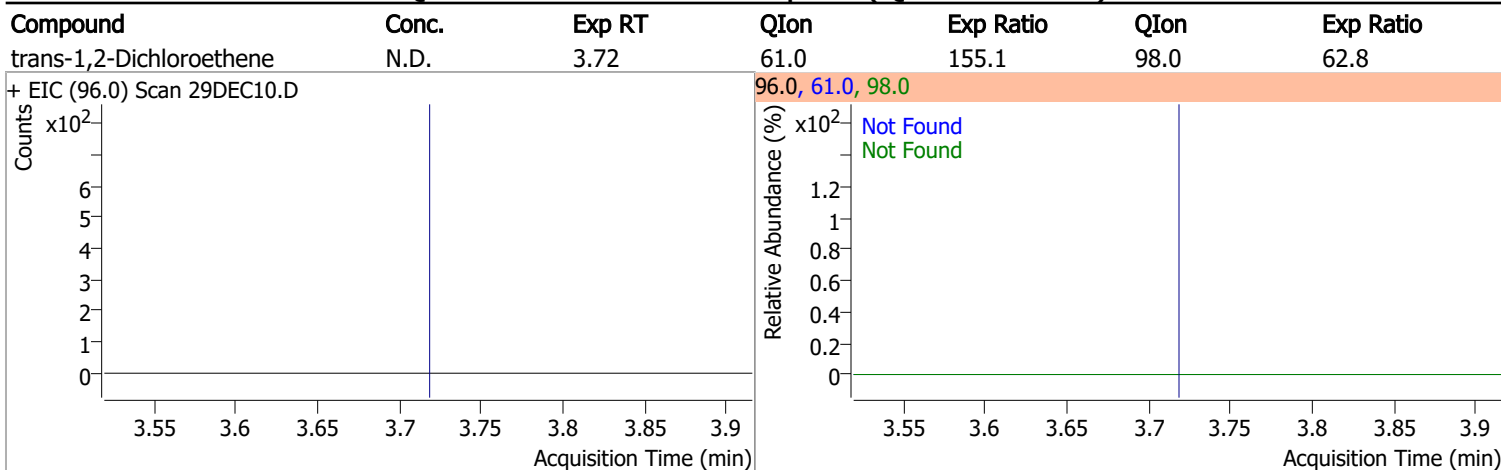 Compound Conc. Exp RT QIon Exp Ratio QIon Exp Ratio
trans-1,2-Dichloroethene N.D. 3.72 61.0 155.1 98.0 62.8
+ EIC (96.0) Scan 29DEC10.D
Counts
x10²
6
5
4
3
2
1
0
3.55 3.6 3.65 3.7 3.75 3.8 3.85 3.9
Acquisition Time (min)
96.0, 61.0, 98.0
Relative Abundance (%)
x10²
Not Found
Not Found
1.2
1
0.8
0.6
0.4
0.2
0
3.55 3.6 3.65 3.7 3.75 3.8 3.85 3.9
Acquisition Time (min)